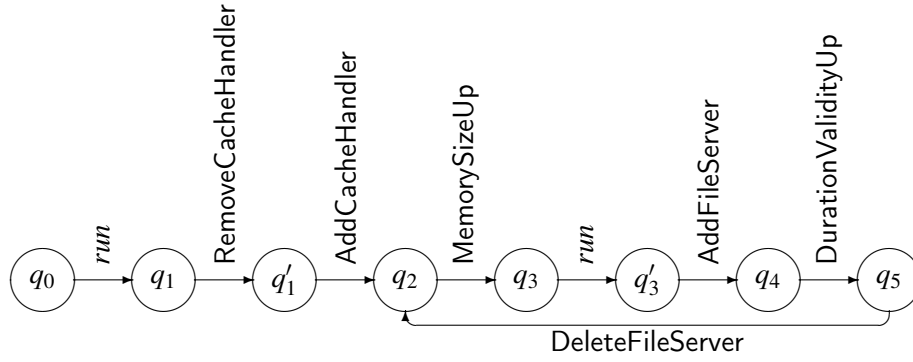 run
RemoveCacheHandler
AddCacheHandler
MemorySizeUp
run
AddFileServer
DurationValidityUp
q0
q1
q′1
q2
q3
q′3
q4
q5
DeleteFileServer